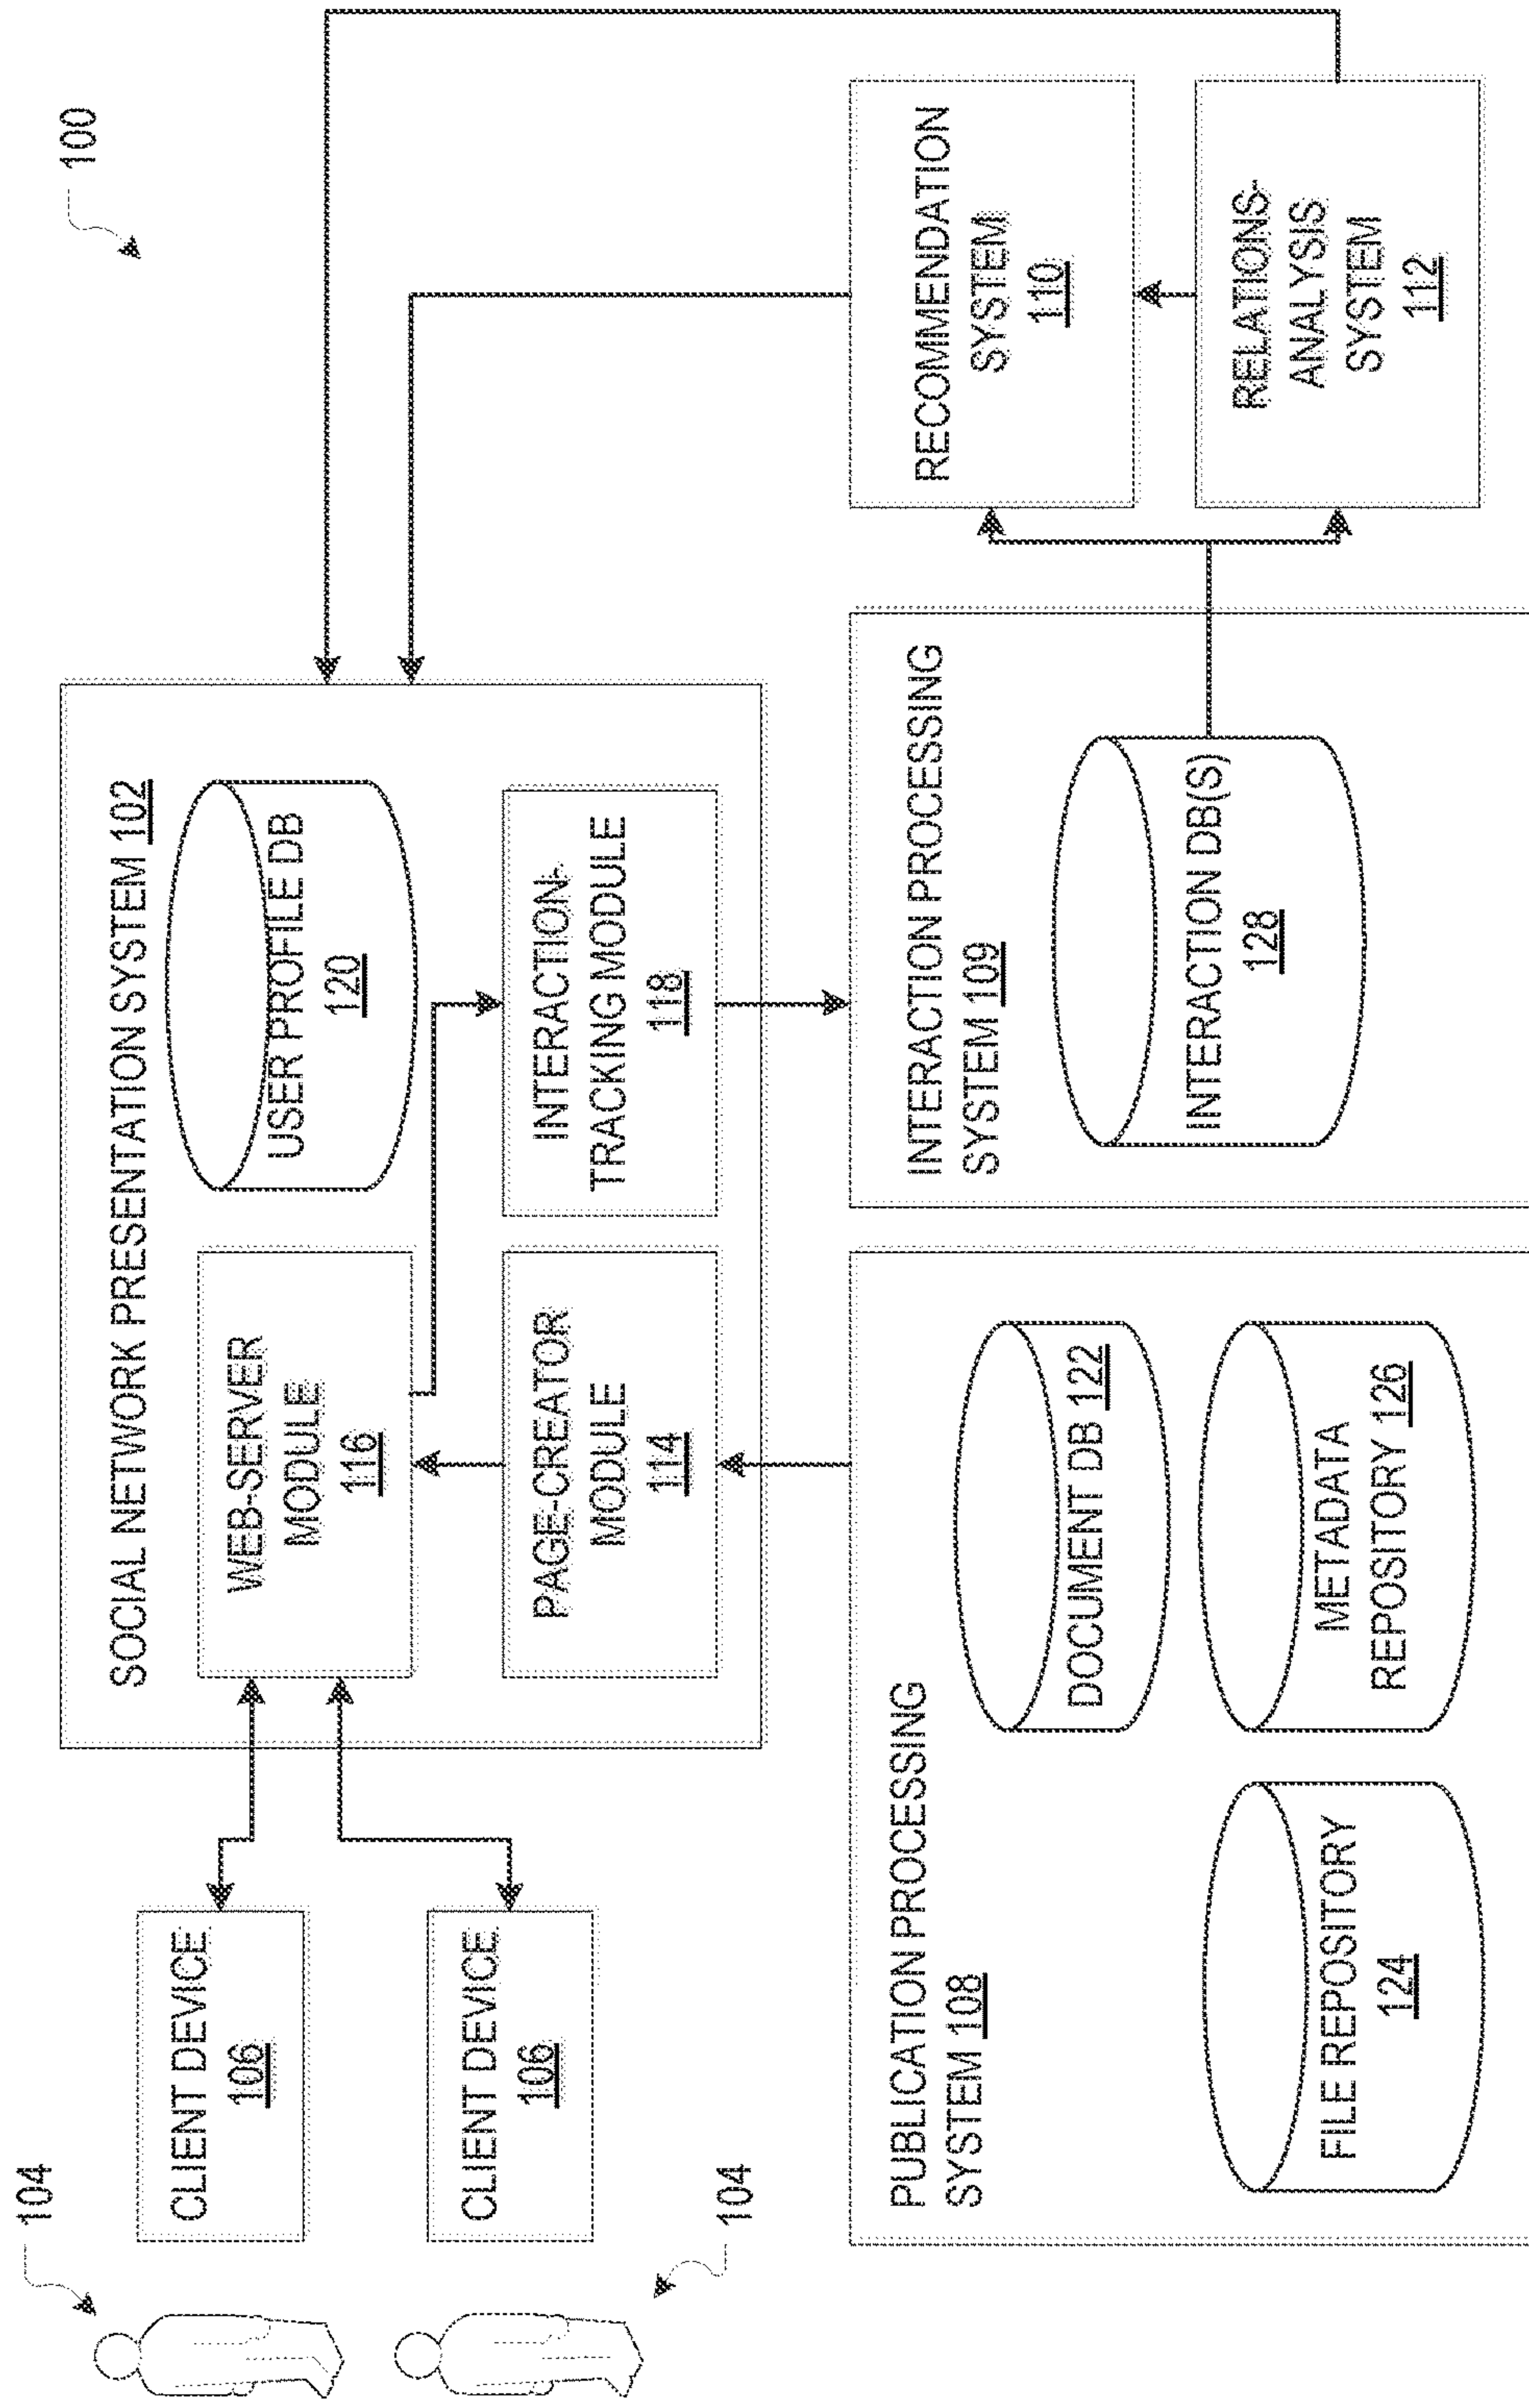 100
104
CLIENT DEVICE
106
CLIENT DEVICE
106
104
SOCIAL NETWORK PRESENTATION SYSTEM 102
WEB-SERVER
MODULE
116
USER PROFILE DB
120
PAGE-CREATOR
MODULE
114
INTERACTION-
TRACKING MODULE
118
PUBLICATION PROCESSING
SYSTEM 108
DOCUMENT DB 122
FILE REPOSITORY
124
METADATA
REPOSITORY 126
INTERACTION PROCESSING
SYSTEM 109
INTERACTION DB(S)
128
RECOMMENDATION
SYSTEM
110
RELATIONS-
ANALYSIS
SYSTEM
112